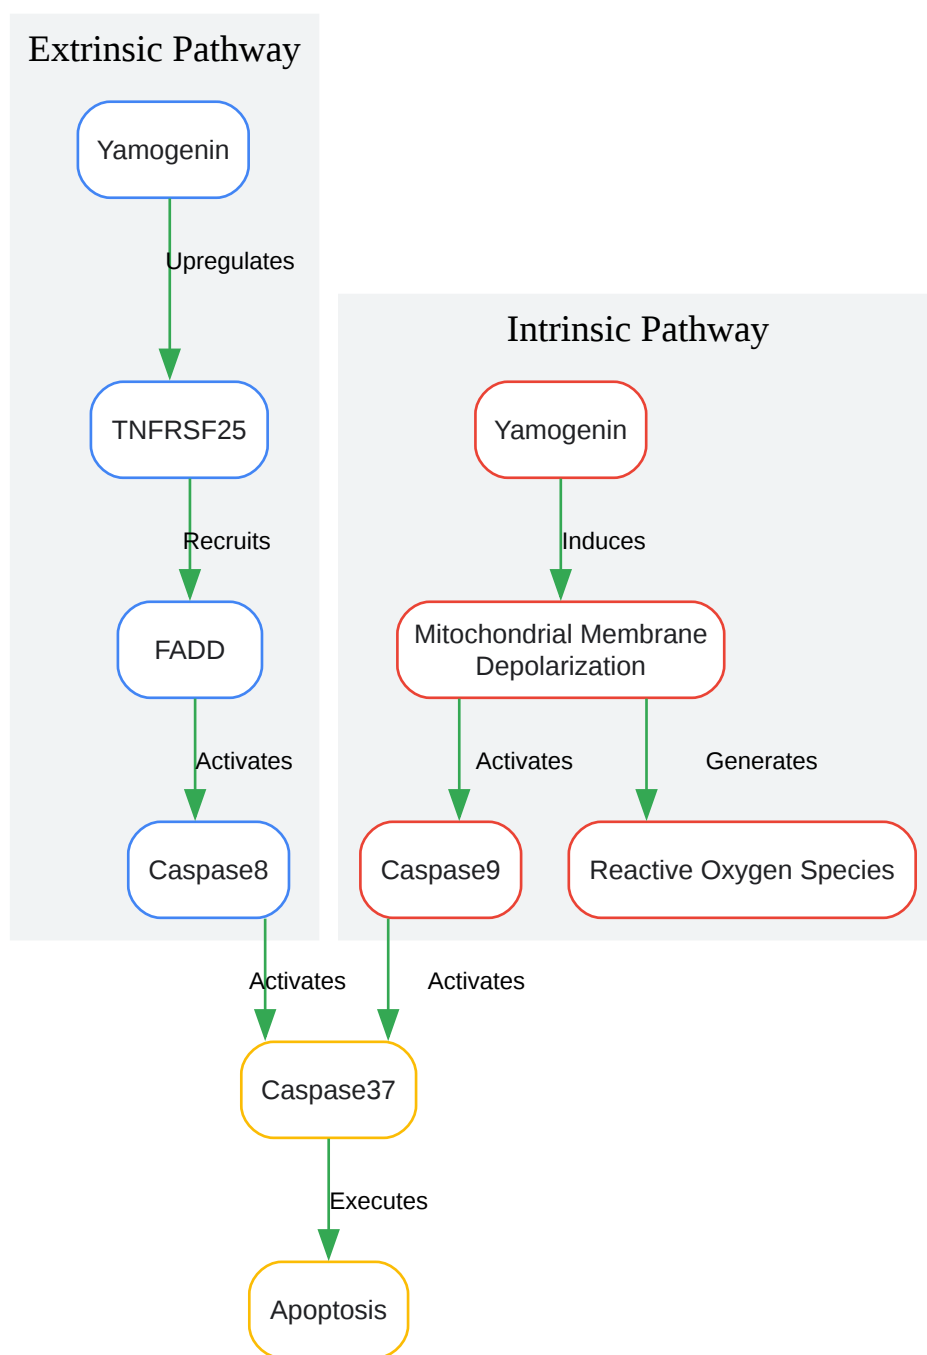 Extrinsic Pathway
Yamogenin
Upregulates
TNFRSF25
Recruits
FADD
Activates
Caspase8
Activates
Intrinsic Pathway
Yamogenin
Induces
Mitochondrial Membrane
Depolarization
Activates
Generates
Caspase9
Reactive Oxygen Species
Activates
Caspase37
Executes
Apoptosis